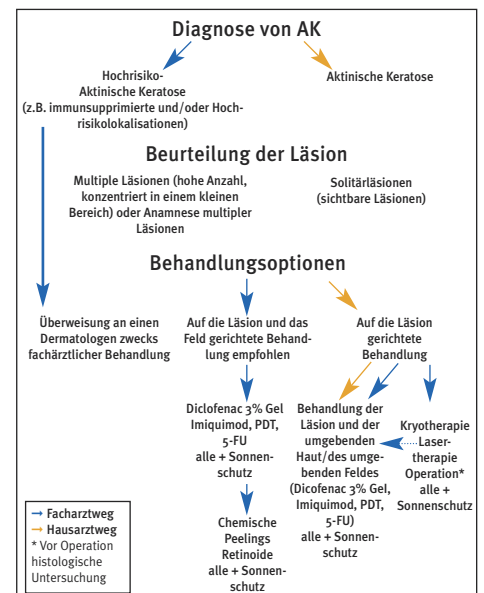 Diagnose von AK
Hochrisiko-
Aktinische Keratose
(z.B. immunsupprimierte und/oder Hoch-
risikolokalisationen)
Aktinische Keratose
Beurteilung der Läsion
Multiple Läsionen (hohe Anzahl,
konzentriert in einem kleinen
Bereich) oder Anamnese multipler
Läsionen
Solitärläsionen
(sichtbare Läsionen)
Behandlungsoptionen
Überweisung an einen
Dermatologen zwecks
fachärztlicher Behandlung
Auf die Läsion und das
Feld gerichtete Behand-
lung empfohlen
Auf die Läsion
gerichtete
Behandlung
Diclofenac 3% Gel
Imiquimod, PDT,
5-FU
alle + Sonnen-
schutz
Behandlung der
Läsion und der
umgebenden
Haut/des umge-
benden Feldes
(Dicofenac 3% Gel,
Imiquimod, PDT,
5-FU)
alle + Sonnen-
schutz
Kryotherapie
Laser-
therapie
Operation*
alle +
Sonnenschutz
Chemische
Peelings
Retinoide
alle + Sonnen-
schutz
→ Facharztweg
→ Hausarztweg
* Vor Operation
histologische
Untersuchung